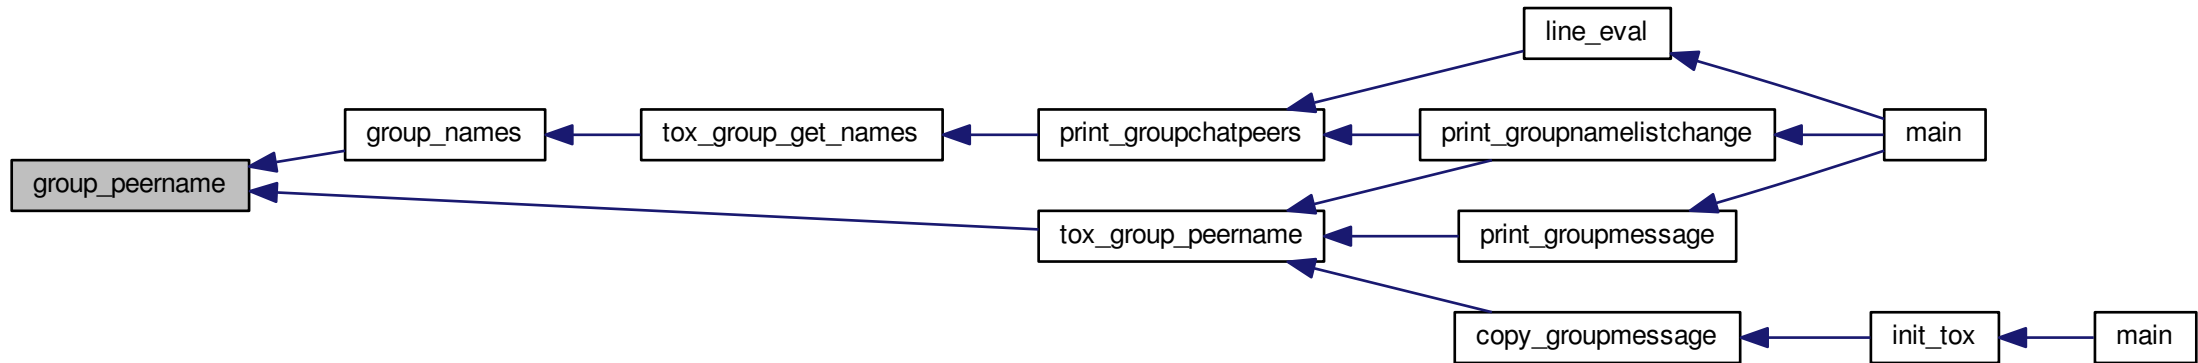 line_eval
group_names
tox_group_get_names
print_groupchatpeers
print_groupnamelistchange
main
group_peername
tox_group_peername
print_groupmessage
copy_groupmessage
init_tox
main